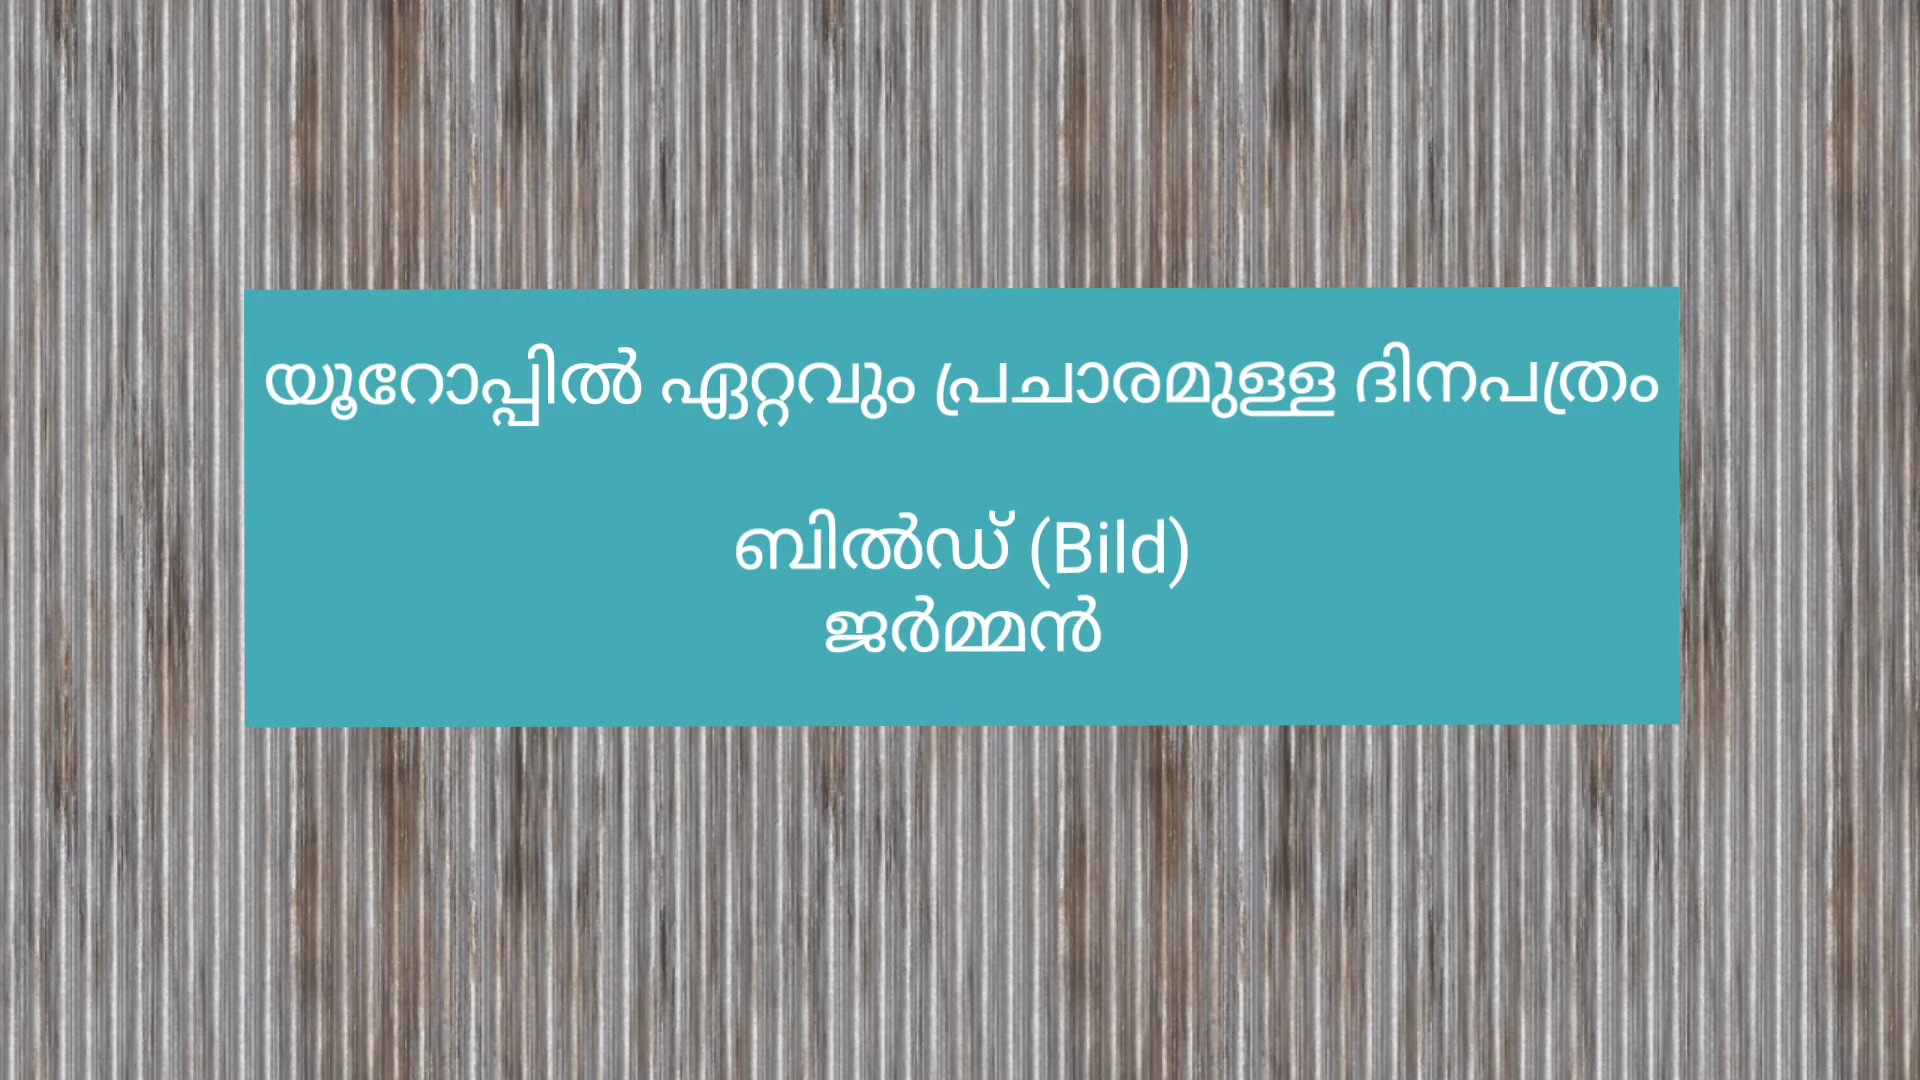 യൂറോപ്പിൽ ഏറ്റവും പ്രചാരമുള്ള ദിനപത്രം
ബിൽഡ് (Bild)
ജർമ്മൻ